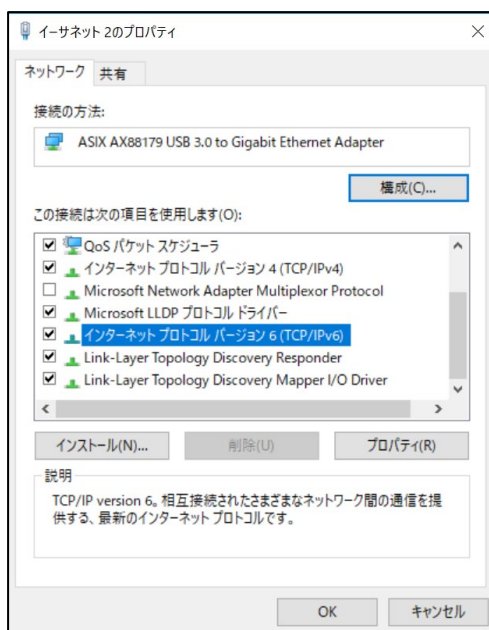 イーサネット 2のプロパティ
ネットワーク 共有
接続の方法:
ASIX AX88179 USB 3.0 to Gigabit Ethernet Adapter
構成(C)...
この接続は次の項目を使用します(O):
QoS パケット スケジューラ
インターネット プロトコル バージョン 4 (TCP/IPv4)
Microsoft Network Adapter Multiplexor Protocol
Microsoft LLDP プロトコル ドライバー
インターネット プロトコル バージョン 6 (TCP/IPv6)
Link-Layer Topology Discovery Responder
Link-Layer Topology Discovery Mapper I/O Driver
インストール(N)... 削除(U) プロパティ(R)
説明
TCP/IP version 6。相互接続されたさまざまなネットワーク間の通信を提
供する、最新のインターネット プロトコルです。
OK キャンセル